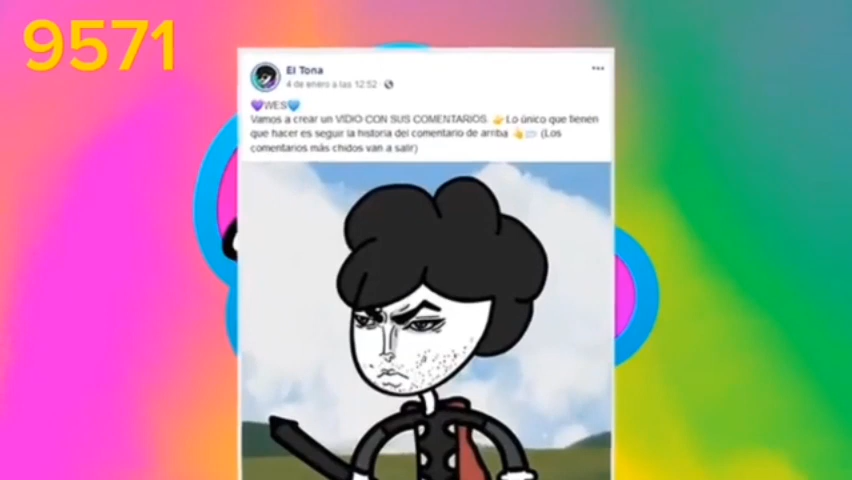 9571
El Tona
4 de enero a las 12:52 ·
💜WES💙
Vamos a crear un VIDIO CON SUS COMENTARIOS. 👉Lo único que tienen
que hacer es seguir la historia del comentario de arriba 👆💬 (Los
comentarios más chidos van a salir)